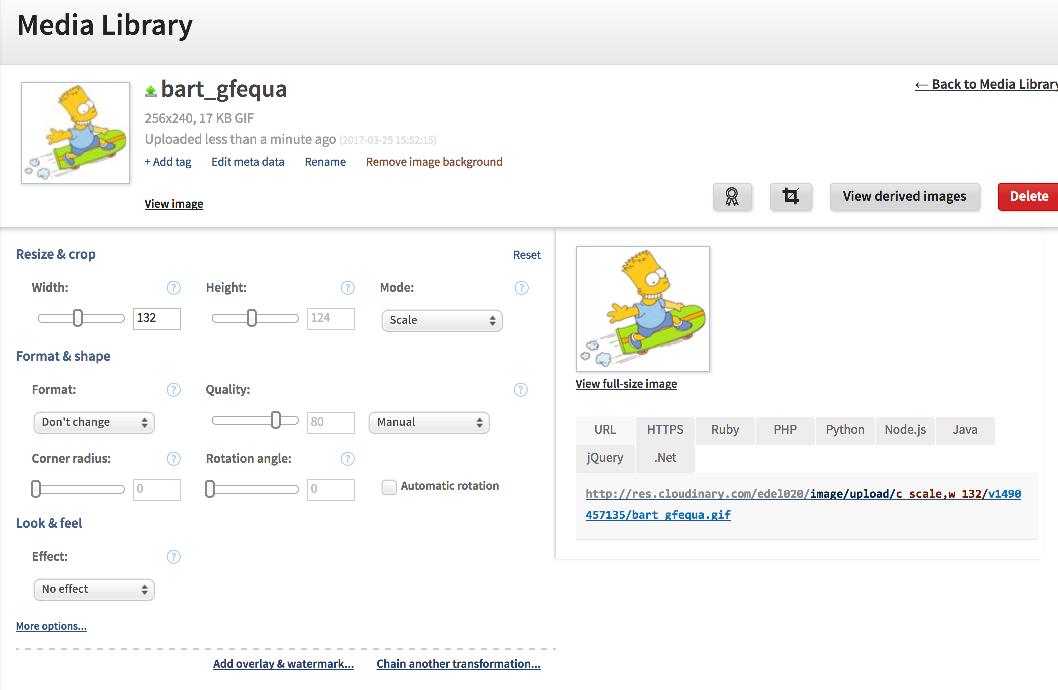 Media Library
bart_gfequa
← Back to Media Library
256x240, 17 KB GIF
Uploaded less than a minute ago (2017-03-25 15:52:15)
+ Add tag Edit meta data Rename Remove image background
View image
View derived images Delete
Resize & crop Reset
Width: ? Height: ? Mode: ?
132 124 Scale
Format & shape
Format: ? Quality: ?
Don't change 80 Manual
Corner radius: ? Rotation angle: ?
0 0 Automatic rotation
Look & feel
Effect: ?
No effect
More options...
Add overlay & watermark... Chain another transformation...
View full-size image
URL HTTPS Ruby PHP Python Node.js Java
jQuery .Net
http://res.cloudinary.com/edel020/image/upload/c_scale,w_132/v1490
457135/bart_gfequa.gif